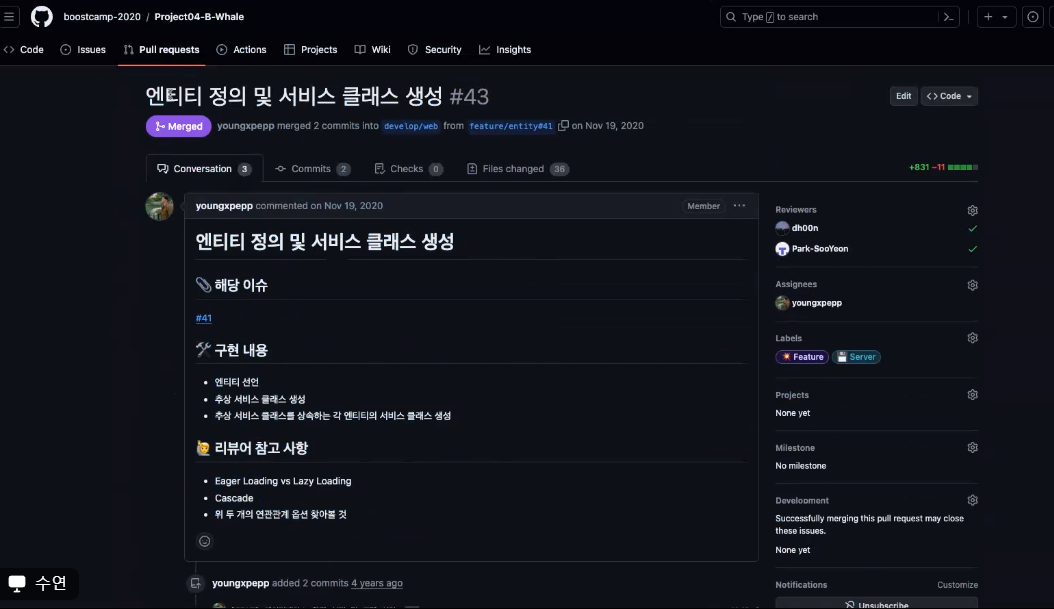 boostcamp-2020 / Project04-B-Whale
Type / to search
Code
Issues
Pull requests
Actions
Projects
Wiki
Security
Insights
엔티티 정의 및 서비스 클래스 생성 #43
Edit
<> Code
Merged
youngxpepp merged 2 commits into develop/web from feature/entity#41 on Nov 19, 2020
Conversation 3
Commits 2
Checks 0
Files changed 36
+831 −11
youngxpepp commented on Nov 19, 2020
Member
엔티티 정의 및 서비스 클래스 생성
해당 이슈
#41
구현 내용
엔티티 선언
추상 서비스 클래스 생성
추상 서비스 클래스를 상속하는 각 엔티티의 서비스 클래스 생성
리뷰어 참고 사항
Eager Loading vs Lazy Loading
Cascade
위 두 개의 연관관계 옵션 찾아볼 것
youngxpepp added 2 commits 4 years ago
Reviewers
dh00n
Park-SooYeon
Assignees
youngxpepp
Labels
Feature
Server
Projects
None yet
Milestone
No milestone
Development
Successfully merging this pull request may close
these issues.
None yet
Notifications
Customize
Unsubscribe
수연